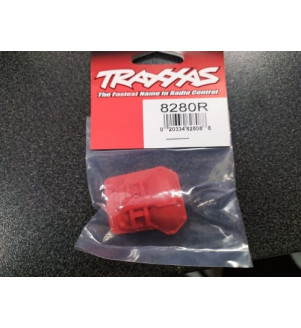 TRAXXAS
The Fastest Name in Radio Control
8280R